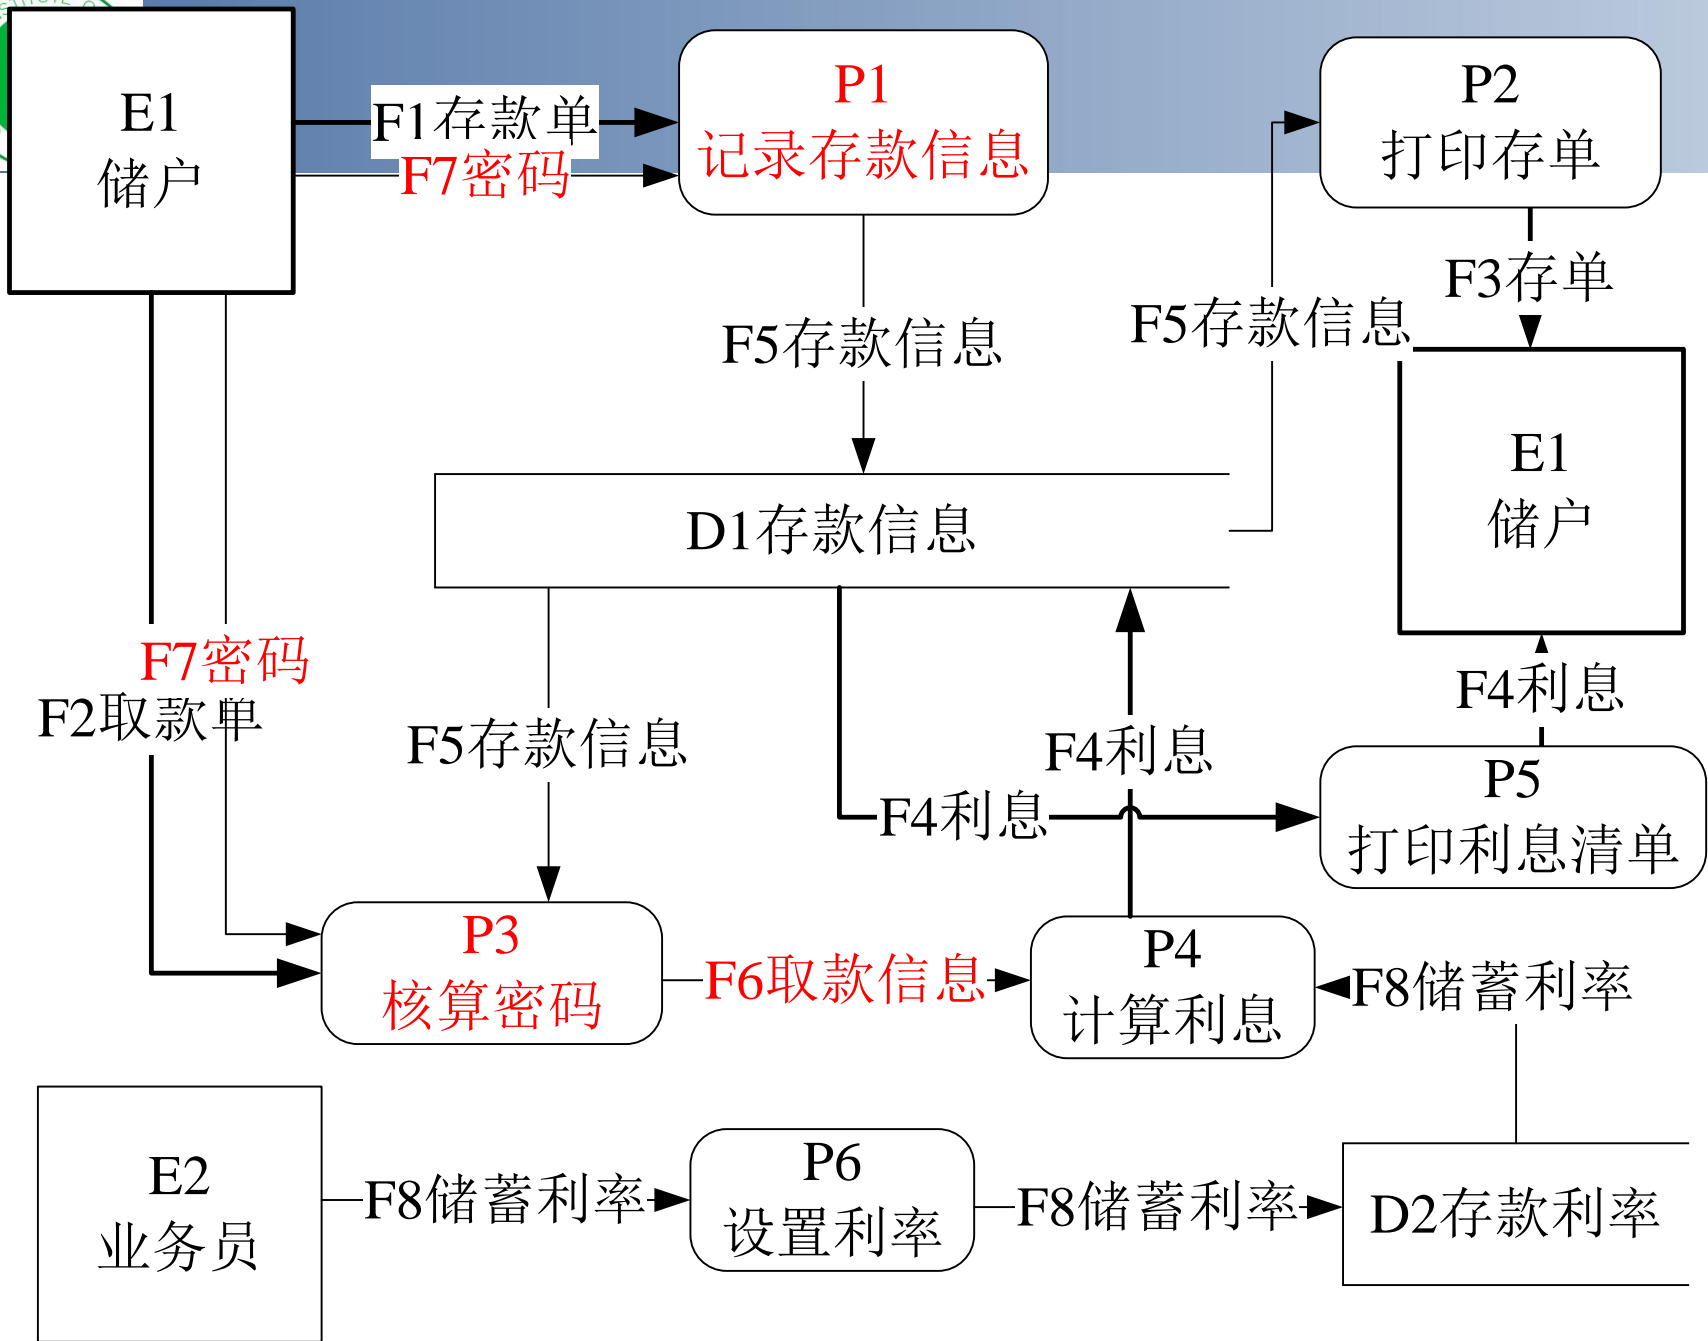 E1
储户
F1存款单
F7密码
P1
记录存款信息
P2
打印存单
F3存单
F5存款信息
F5存款信息
E1
储户
D1存款信息
F7密码
F2取款单
F5存款信息
F4利息
F4利息
F4利息
P5
打印利息清单
P3
核算密码
F6取款信息
P4
计算利息
F8储蓄利率
E2
业务员
F8储蓄利率
P6
设置利率
F8储蓄利率
D2存款利率